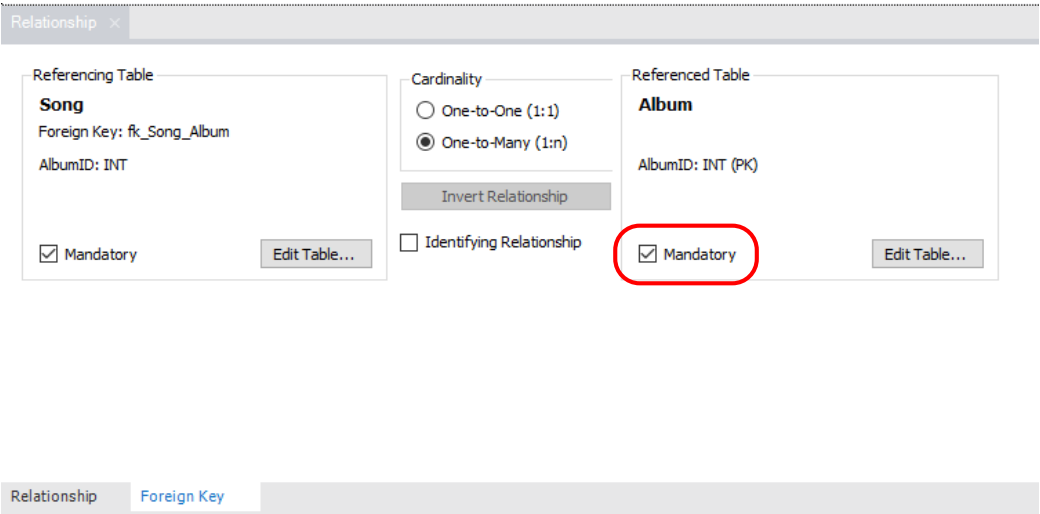 Relationship ×
Referencing Table
Song
Foreign Key: fk_Song_Album
AlbumID: INT
Mandatory
Edit Table...
Cardinality
One-to-One (1:1)
One-to-Many (1:n)
Invert Relationship
Identifying Relationship
Referenced Table
Album
AlbumID: INT (PK)
Mandatory
Edit Table...
Relationship
Foreign Key